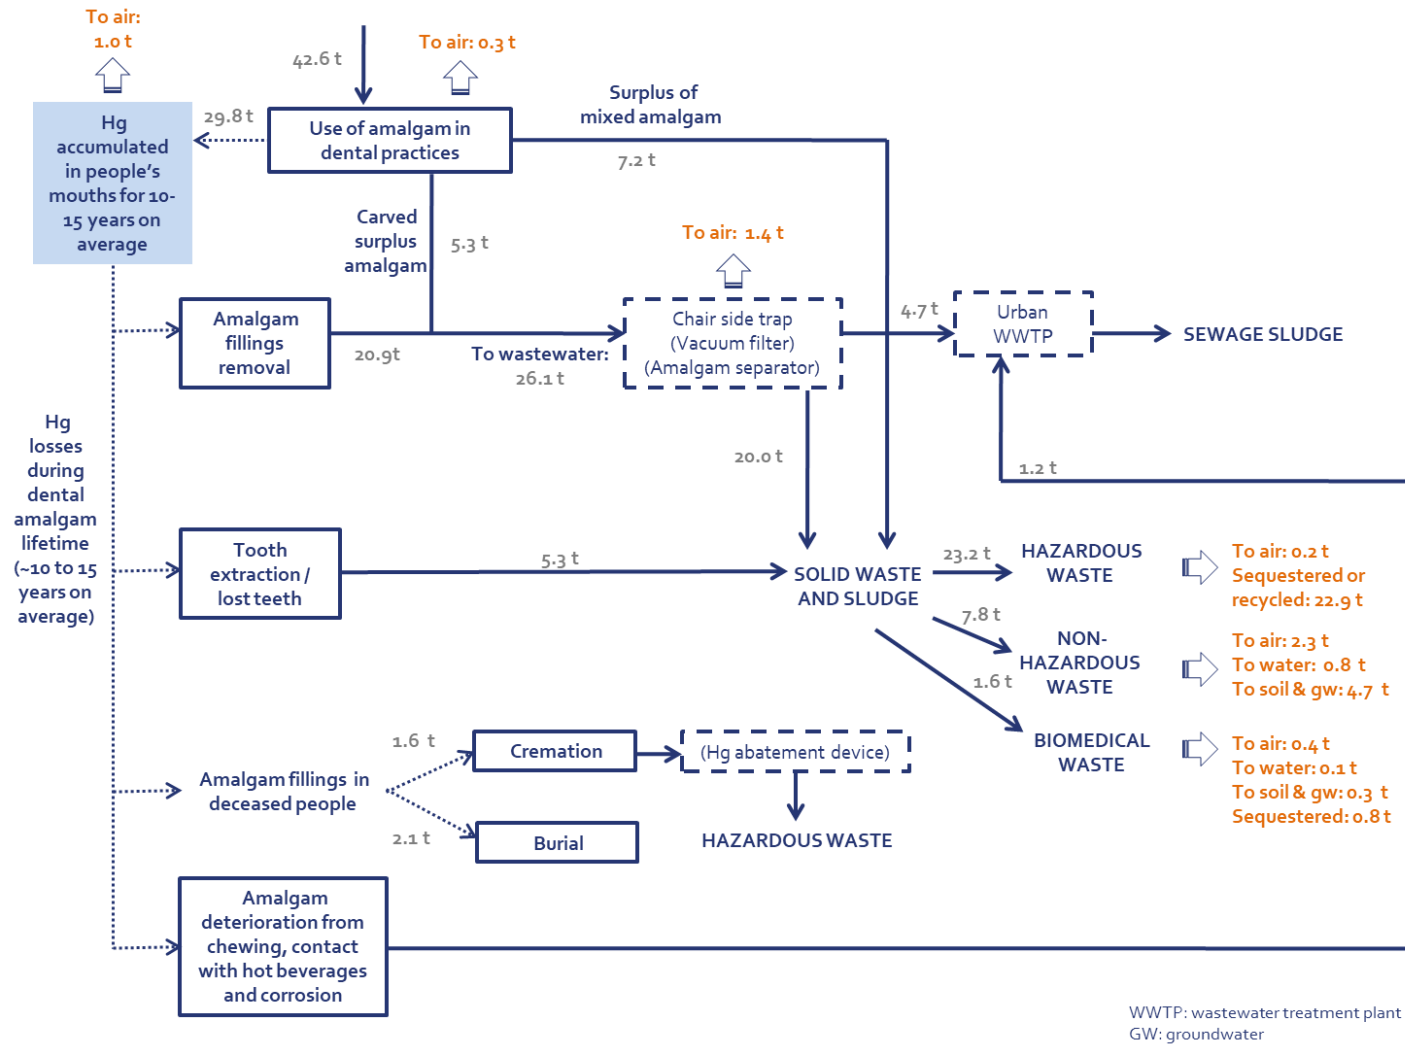 To air:
1.0 t
42.6 t
To air: 0.3 t
29.8 t
Hg
accumulated
in people's
mouths for 10-
15 years on
average
Use of amalgam in
dental practices
Surplus of
mixed amalgam
7.2 t
Carved
surplus
amalgam
5.3 t
To air: 1.4 t
Amalgam
fillings
removal
20.9t
To wastewater:
26.1 t
Chair side trap
(Vacuum filter)
(Amalgam separator)
4.7 t
Urban
WWTP
SEWAGE SLUDGE
20.0 t
1.2 t
Hg
losses
during
dental
amalgam
lifetime
(~10 to 15
years on
average)
Tooth
extraction /
lost teeth
5.3 t
SOLID WASTE
AND SLUDGE
23.2 t
HAZARDOUS
WASTE
To air: 0.2 t
Sequestered or
recycled: 22.9 t
7.8 t
NON-
HAZARDOUS
WASTE
To air: 2.3 t
To water: 0.8 t
To soil & gw: 4.7 t
1.6 t
BIOMEDICAL
WASTE
To air: 0.4 t
To water: 0.1 t
To soil & gw: 0.3 t
Sequestered: 0.8 t
Amalgam fillings in
deceased people
1.6 t
Cremation
(Hg abatement device)
2.1 t
Burial
HAZARDOUS WASTE
Amalgam
deterioration from
chewing, contact
with hot beverages
and corrosion
WWTP: wastewater treatment plant
GW: groundwater